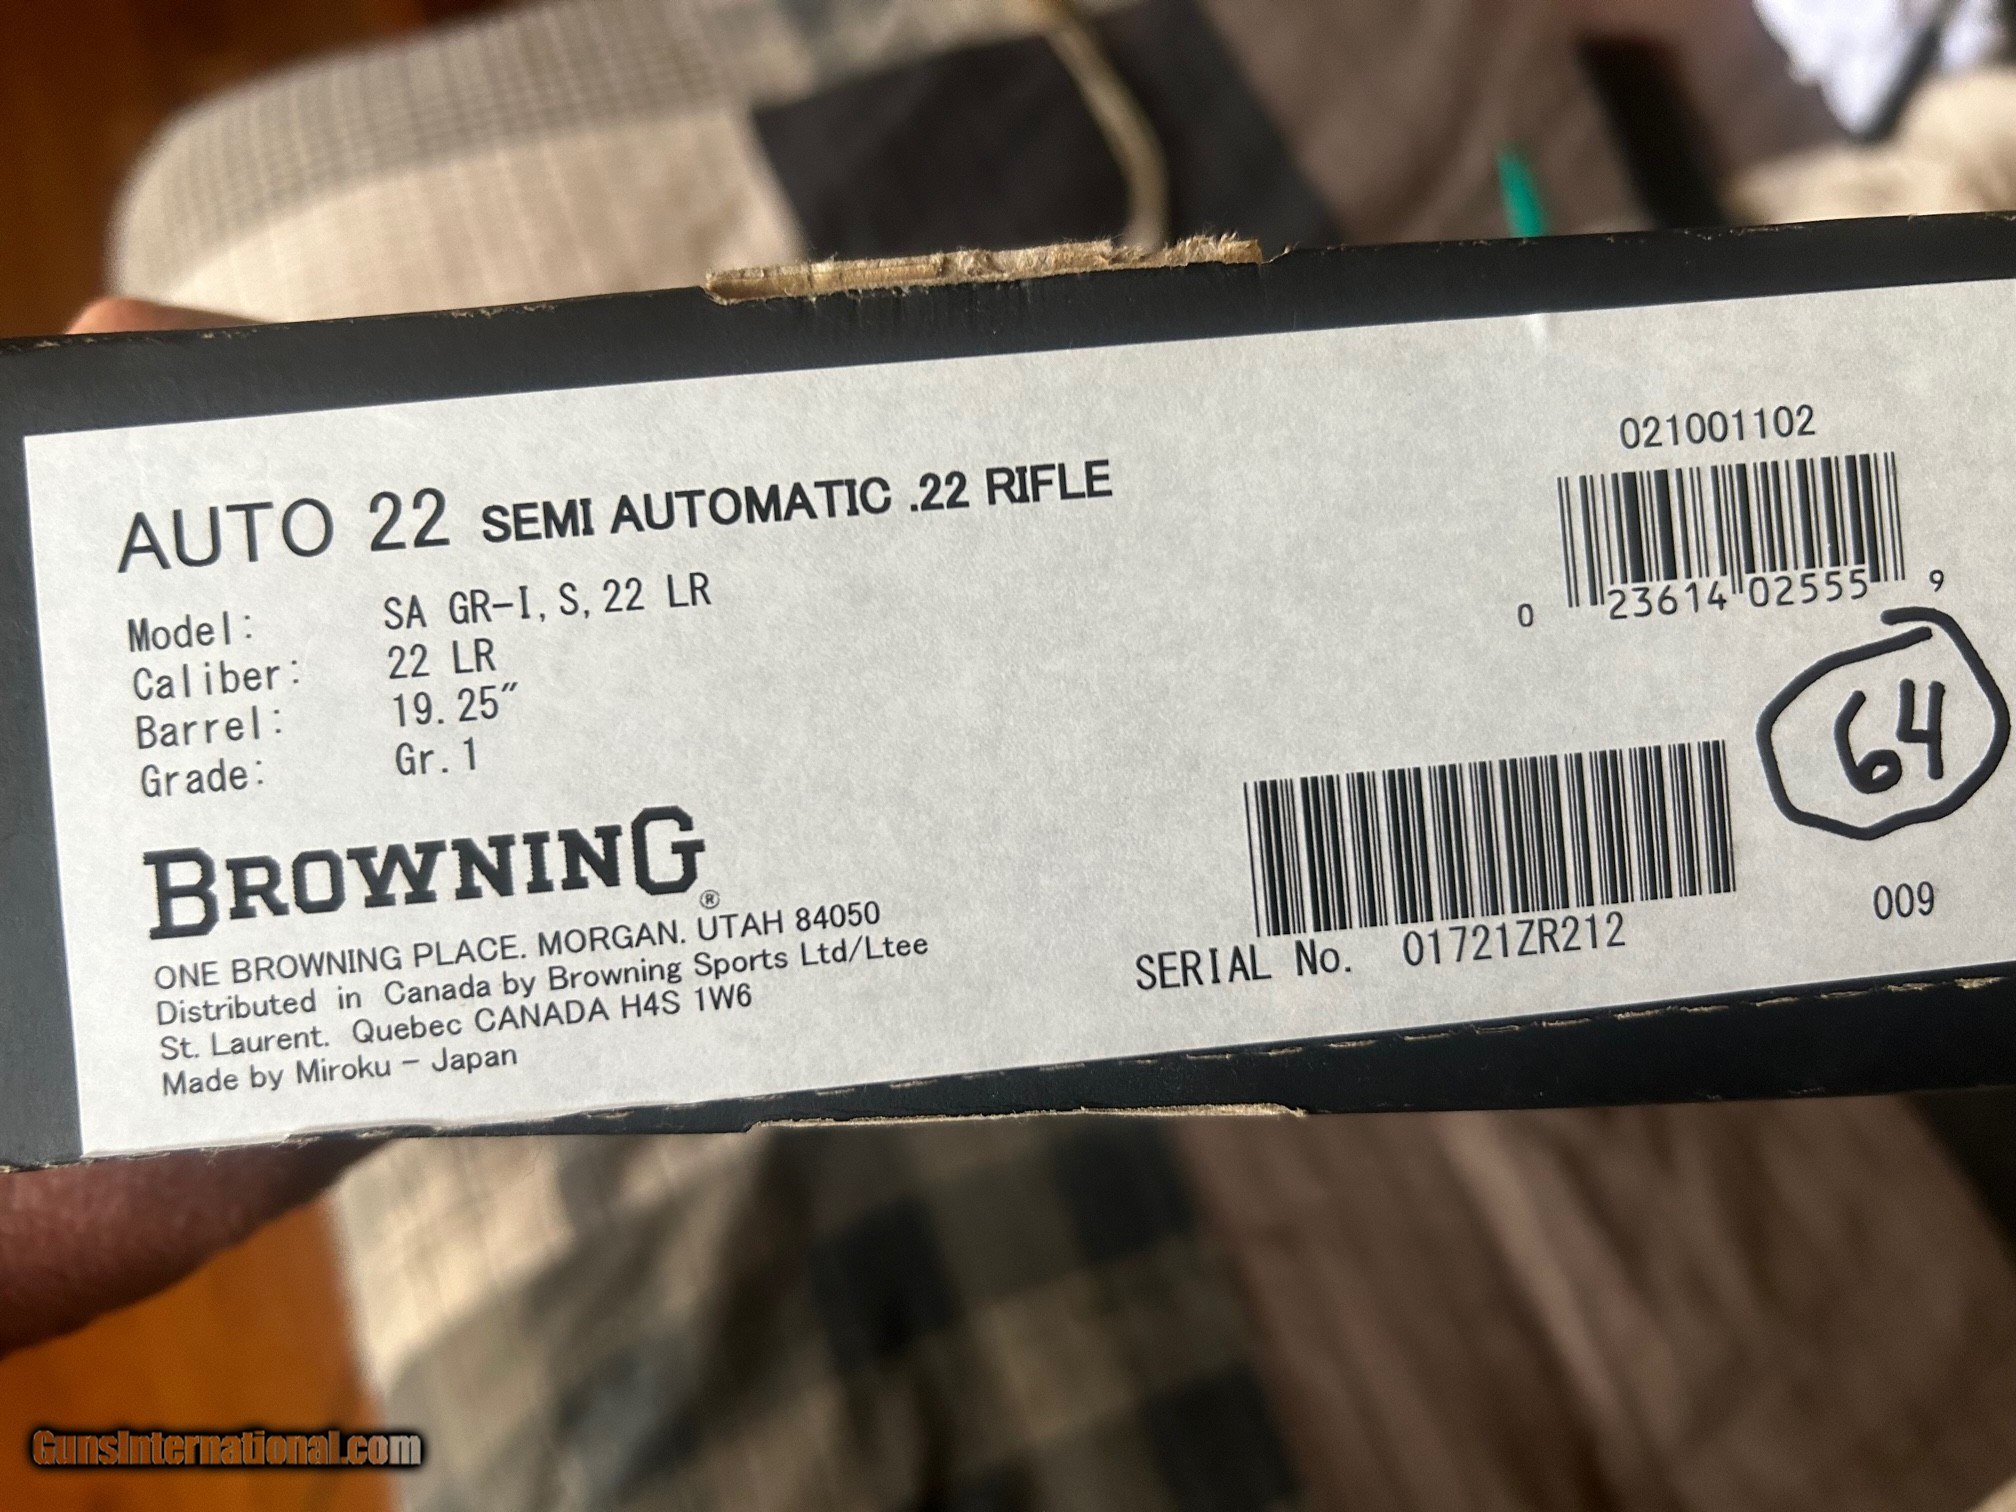 AUTO 22 SEMI AUTOMATIC .22 RIFLE
Model: SA GR-I, S, 22 LR
Caliber: 22 LR
Barrel: 19.25"
Grade: Gr. 1
BROWNING®
ONE BROWNING PLACE. MORGAN. UTAH 84050
Distributed in Canada by Browning Sports Ltd/Ltee
St. Laurent. Quebec CANADA H4S 1W6
Made by Miroku - Japan
021001102
0 23614 02555 9
64
SERIAL No. 01721ZR212
009
GunsInternational.com